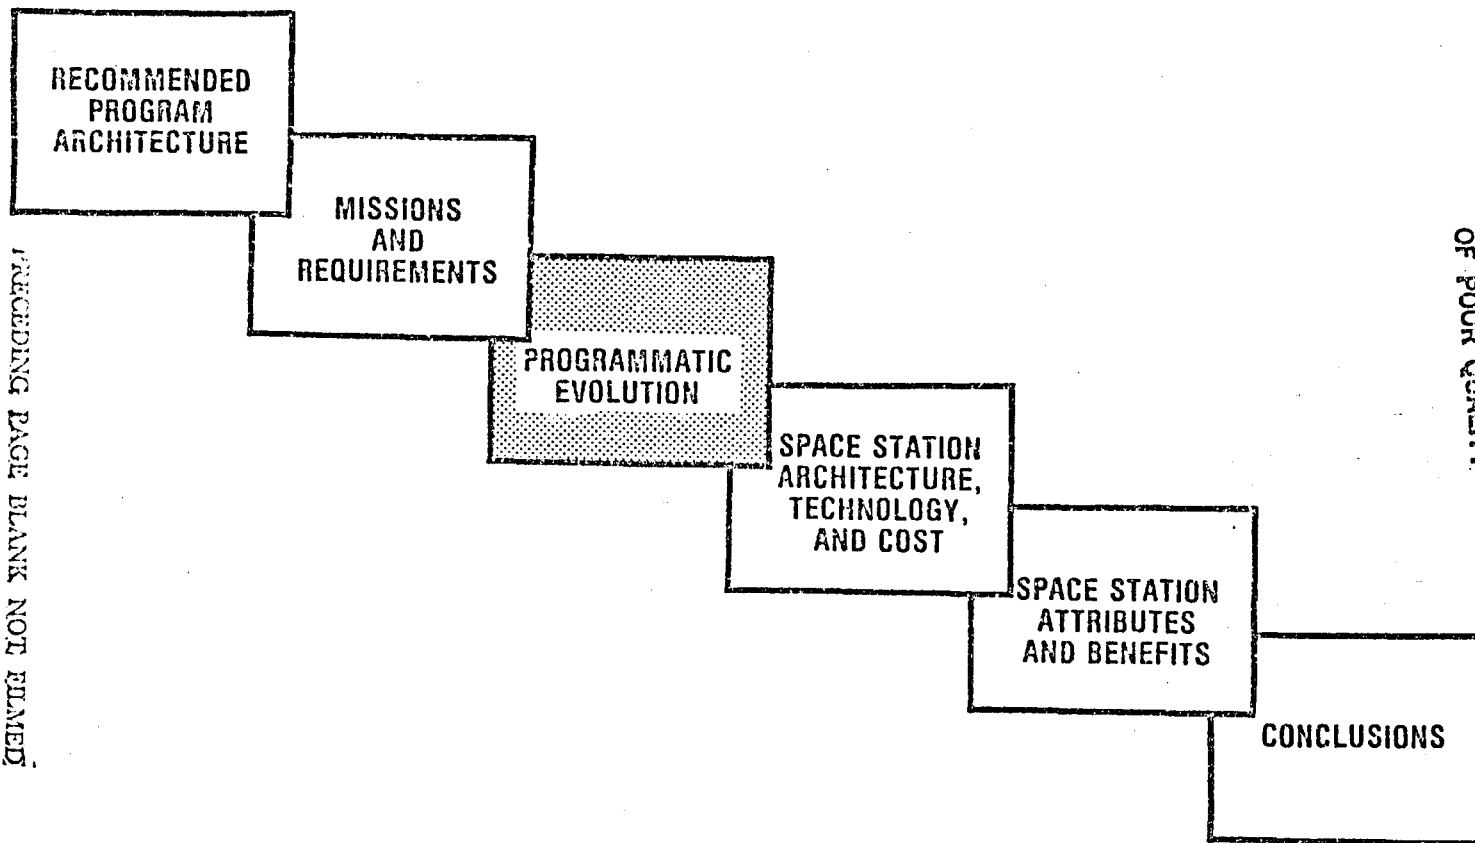 RECOMMENDED
PROGRAM
ARCHITECTURE
MISSIONS
AND
REQUIREMENTS
PROGRAMMATIC
EVOLUTION
SPACE STATION
ARCHITECTURE,
TECHNOLOGY,
AND COST
SPACE STATION
ATTRIBUTES
AND BENEFITS
CONCLUSIONS
PRECEDING PAGE BLANK NOT FILMED
OF POOR QUALITY